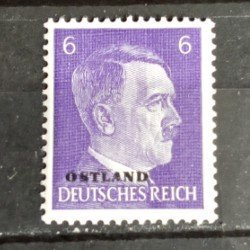 6 6
OSTLAND
DEUTSCHES REICH